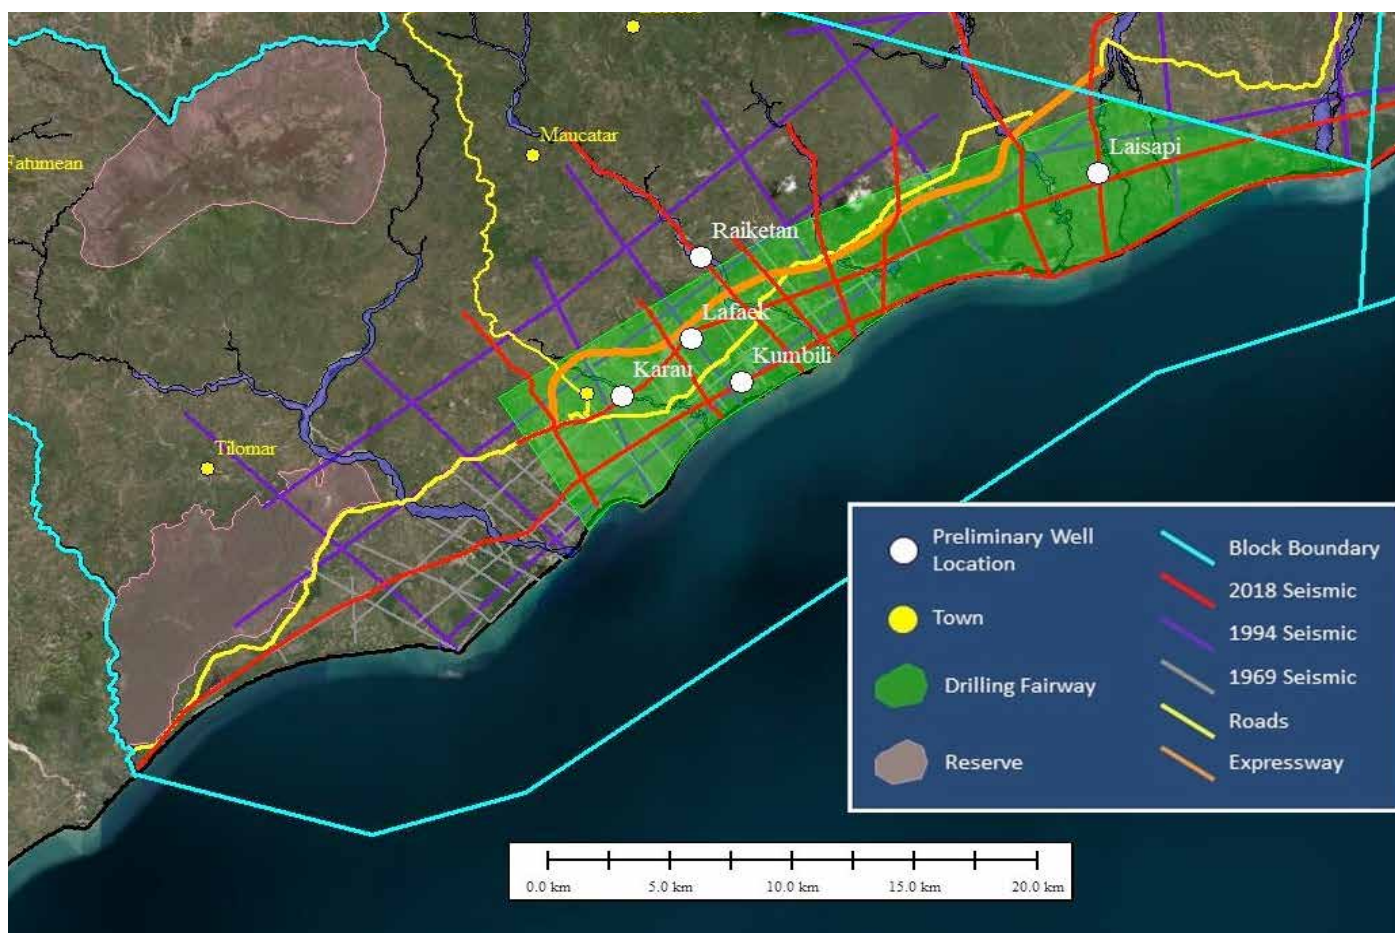 Maucatar
Fatumean
Laisapi
Raiketan
Lafaek
Kumbili
Karau
Tilomar
Preliminary Well
Location
Town
Drilling Fairway
Reserve
Block Boundary
2018 Seismic
1994 Seismic
1969 Seismic
Roads
Expressway
0.0 km 5.0 km 10.0 km 15.0 km 20.0 km